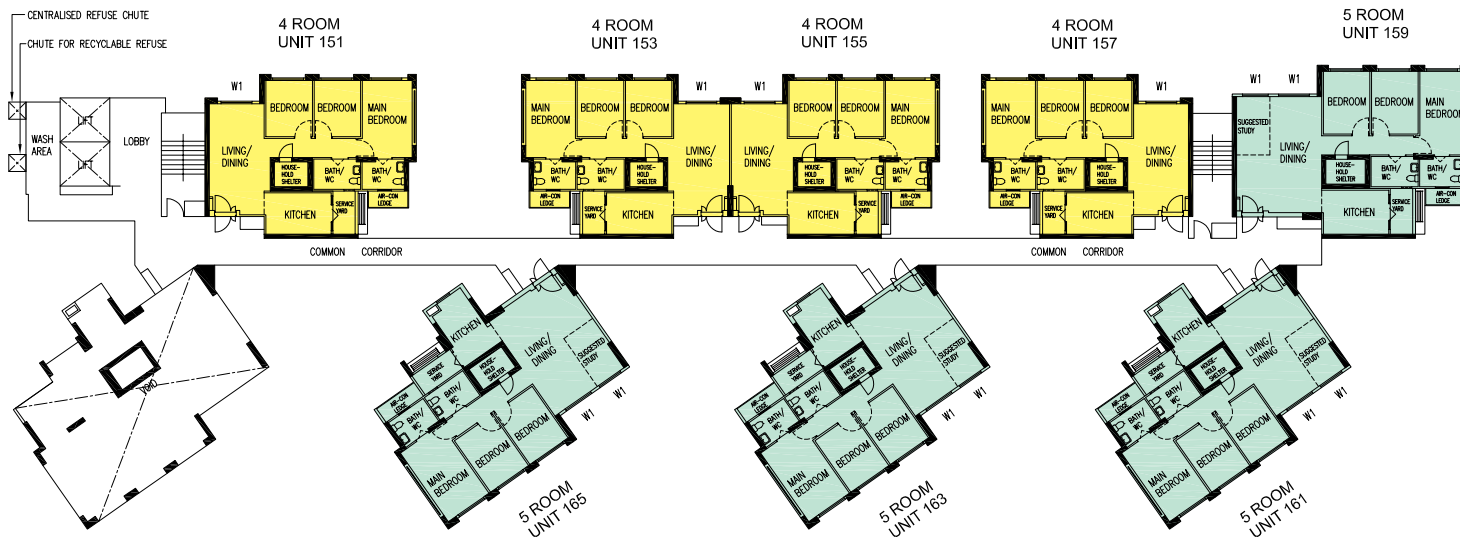 CENTRALISED REFUSE CHUTE
CHUTE FOR RECYCLABLE REFUSE
4 ROOM
UNIT 151
4 ROOM
UNIT 153
4 ROOM
UNIT 155
4 ROOM
UNIT 157
5 ROOM
UNIT 159
WASH
AREA
LIFT
LIFT
LOBBY
W1
BEDROOM
BEDROOM
MAIN
BEDROOM
LIVING/
DINING
HOUSE-
HOLD
SHELTER
BATH/
WC
BATH/
WC
AIR-CON
LEDGE
KITCHEN
SERVICE
YARD
MAIN
BEDROOM
BEDROOM
BEDROOM
W1
LIVING/
DINING
BATH/
WC
BATH/
WC
HOUSE-
HOLD
SHELTER
AIR-CON
LEDGE
SERVICE
YARD
KITCHEN
W1
BEDROOM
BEDROOM
MAIN
BEDROOM
LIVING/
DINING
HOUSE-
HOLD
SHELTER
BATH/
WC
BATH/
WC
AIR-CON
LEDGE
KITCHEN
SERVICE
YARD
MAIN
BEDROOM
BEDROOM
BEDROOM
W1
LIVING/
DINING
BATH/
WC
BATH/
WC
HOUSE-
HOLD
SHELTER
AIR-CON
LEDGE
SERVICE
YARD
KITCHEN
W1
W1
SUGGESTED
STUDY
BEDROOM
BEDROOM
MAIN
BEDROOM
LIVING/
DINING
HOUSE-
HOLD
SHELTER
BATH/
WC
BATH/
WC
AIR-CON
LEDGE
KITCHEN
SERVICE
YARD
COMMON CORRIDOR
COMMON CORRIDOR
VOID
KITCHEN
LIVING/
DINING
SUGGESTED
STUDY
HOUSE-
HOLD
SHELTER
SERVICE
YARD
AIR-CON
LEDGE
BATH/
WC
BATH/
WC
W1
W1
MAIN
BEDROOM
BEDROOM
BEDROOM
5 ROOM
UNIT 165
KITCHEN
LIVING/
DINING
SUGGESTED
STUDY
HOUSE-
HOLD
SHELTER
SERVICE
YARD
AIR-CON
LEDGE
BATH/
WC
BATH/
WC
W1
W1
MAIN
BEDROOM
BEDROOM
BEDROOM
5 ROOM
UNIT 163
KITCHEN
LIVING/
DINING
SUGGESTED
STUDY
HOUSE-
HOLD
SHELTER
SERVICE
YARD
AIR-CON
LEDGE
BATH/
WC
BATH/
WC
W1
W1
MAIN
BEDROOM
BEDROOM
BEDROOM
5 ROOM
UNIT 161